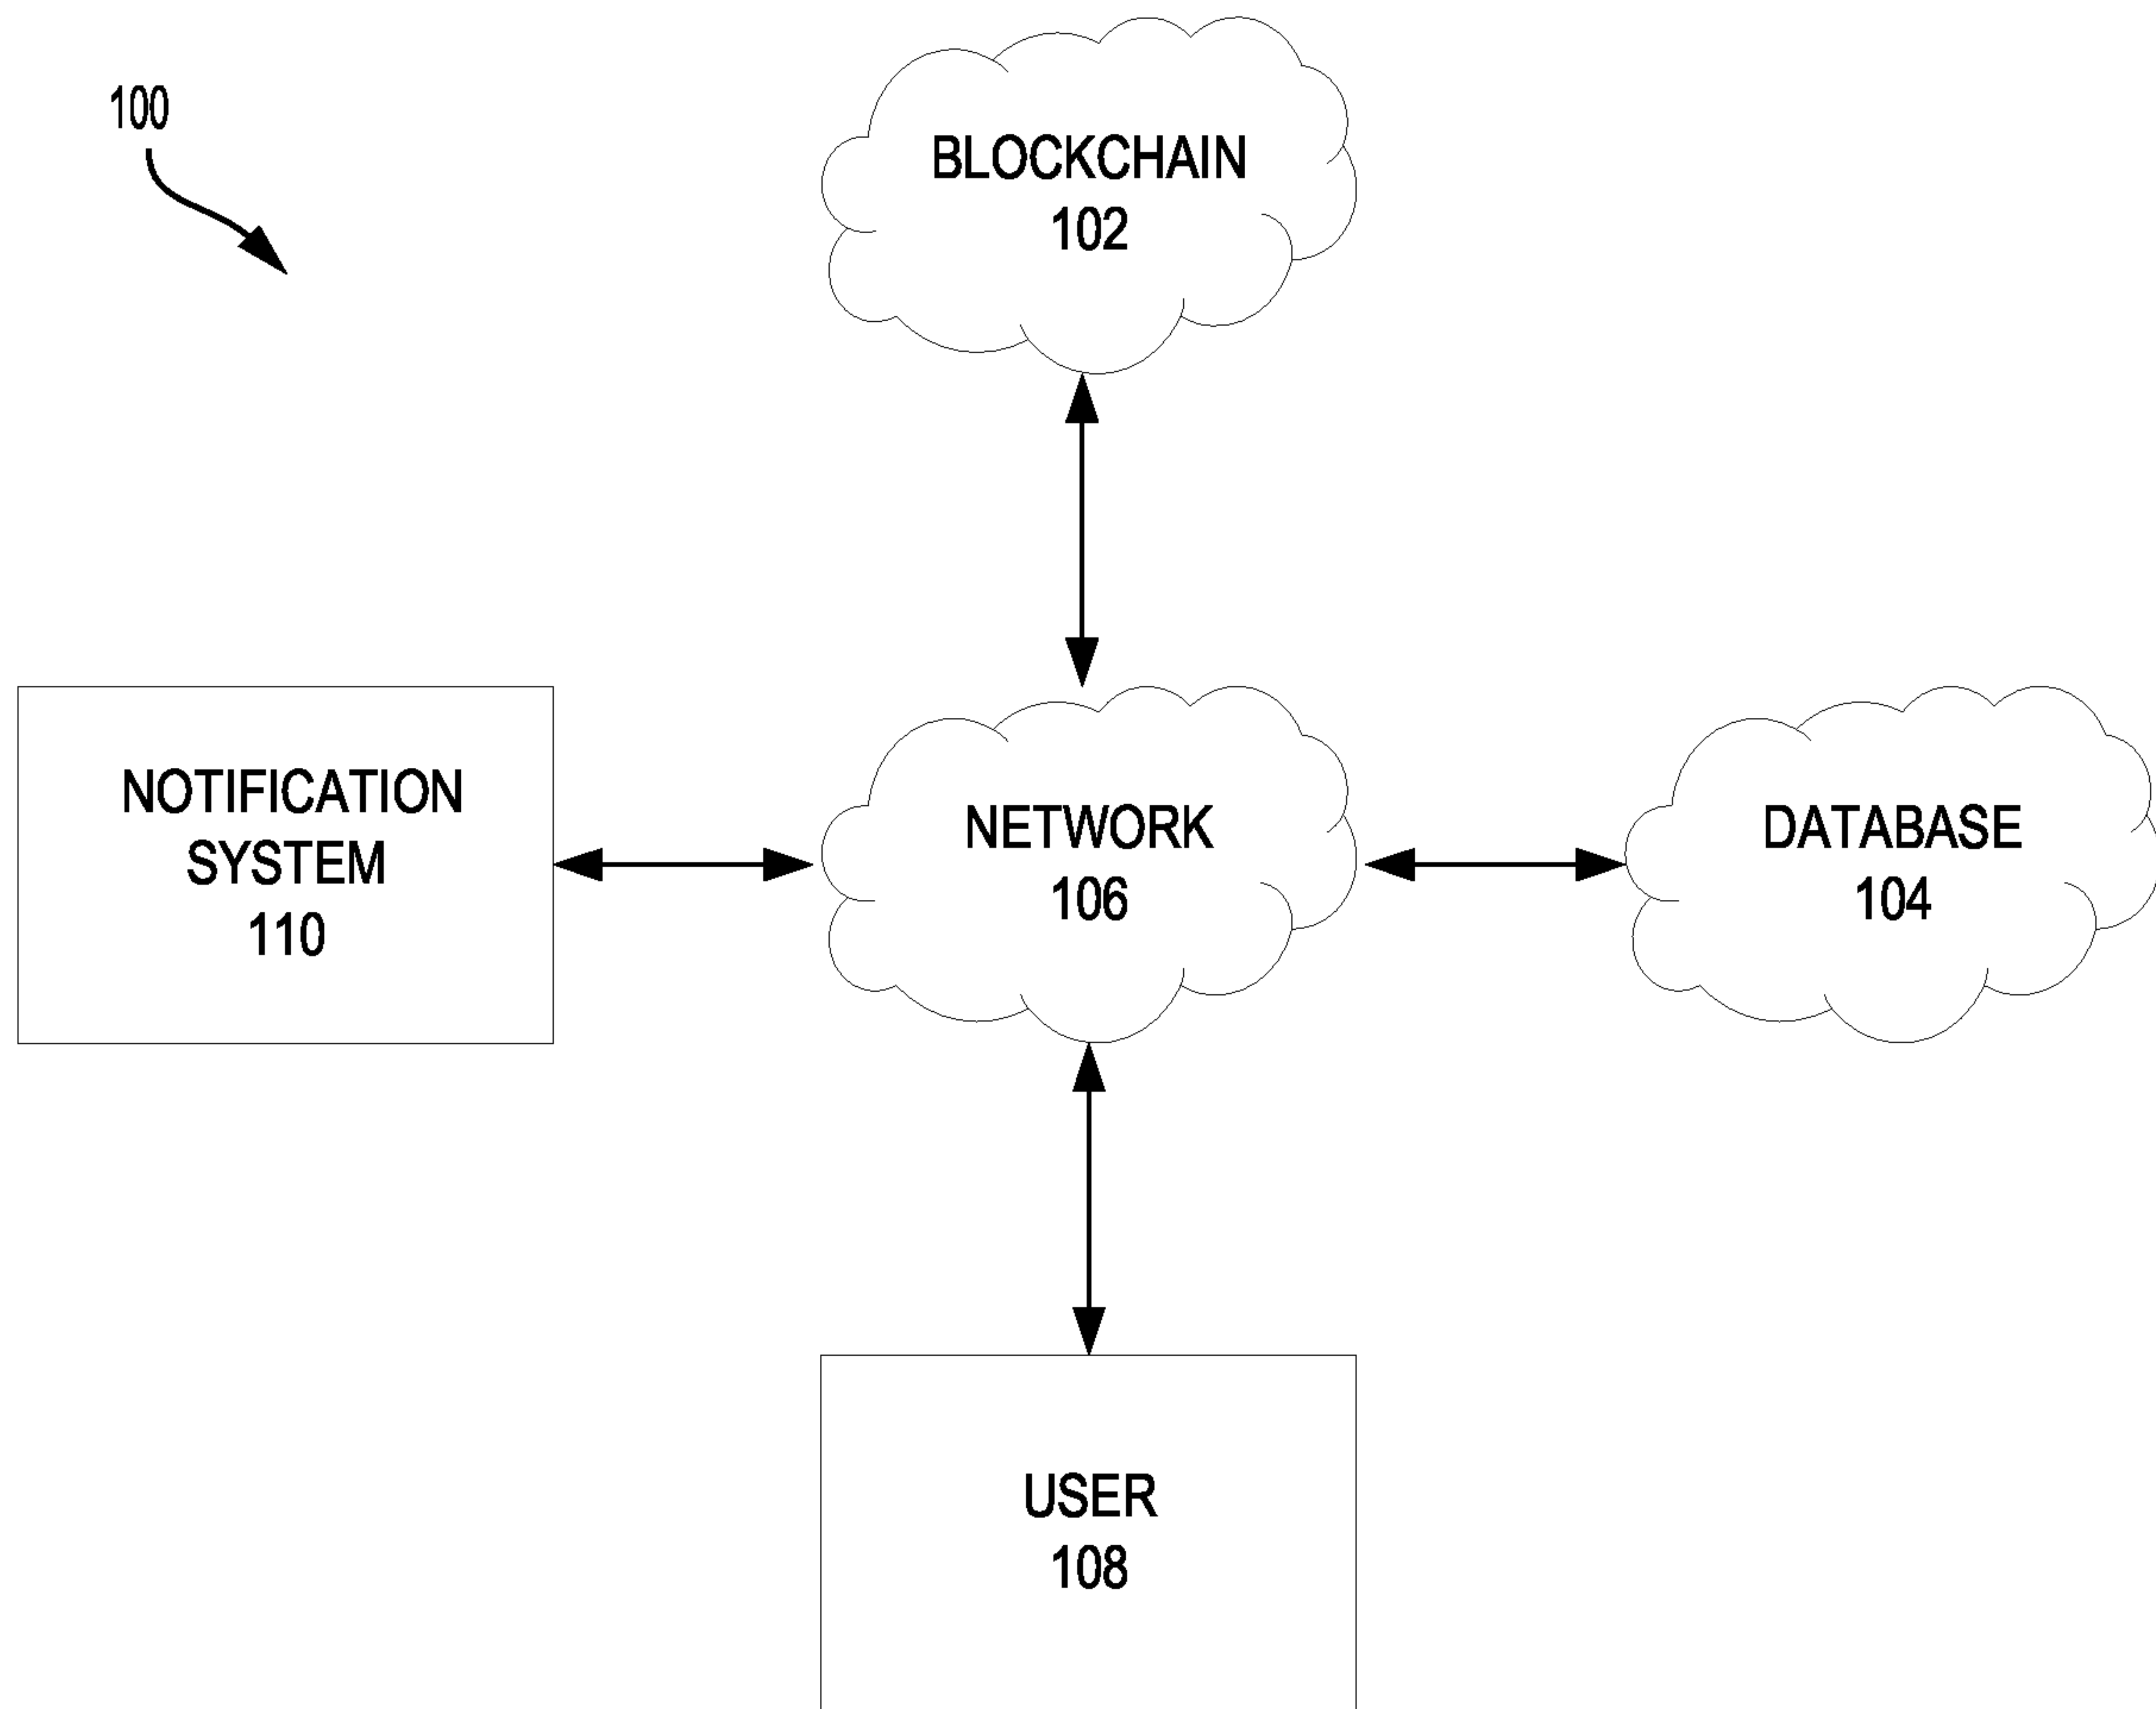 100
BLOCKCHAIN
102
NOTIFICATION
SYSTEM
110
NETWORK
106
DATABASE
104
USER
108